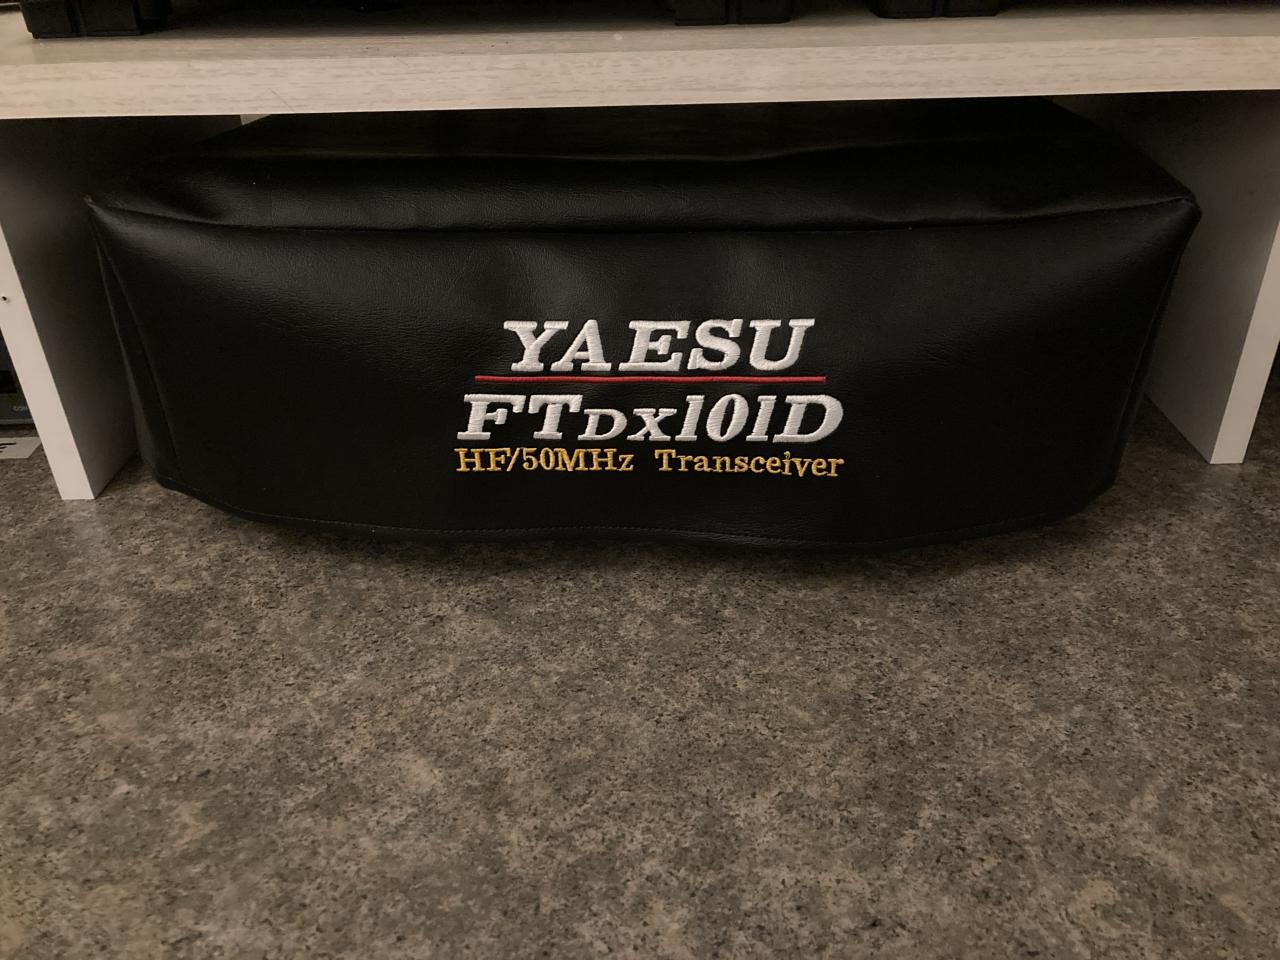 YAESU
FTDX101D
HF/50MHz Transceiver